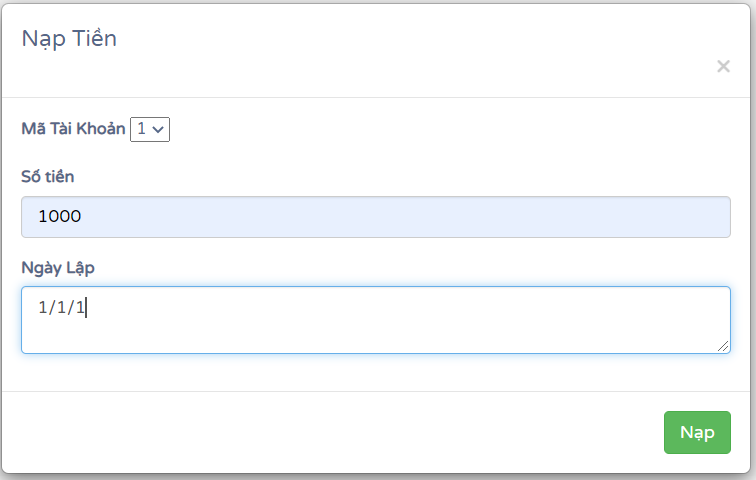 Nạp Tiền
×
Mã Tài Khoản 1
Số tiền
1000
Ngày Lập
1/1/1
Nạp